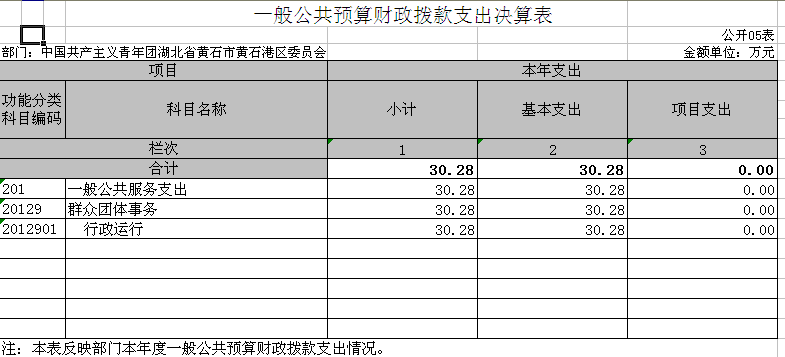 一般公共预算财政拨款支出决算表
公开05表
部门：中国共产主义青年团湖北省黄石市黄石港区委员会 金额单位：万元
项目 本年支出
功能分类科目编码 科目名称 小计 基本支出 项目支出
栏次 1 2 3
合计 30.28 30.28 0.00
201 一般公共服务支出 30.28 30.28 0.00
20129 群众团体事务 30.28 30.28 0.00
2012901 行政运行 30.28 30.28 0.00
注：本表反映部门本年度一般公共预算财政拨款支出情况。